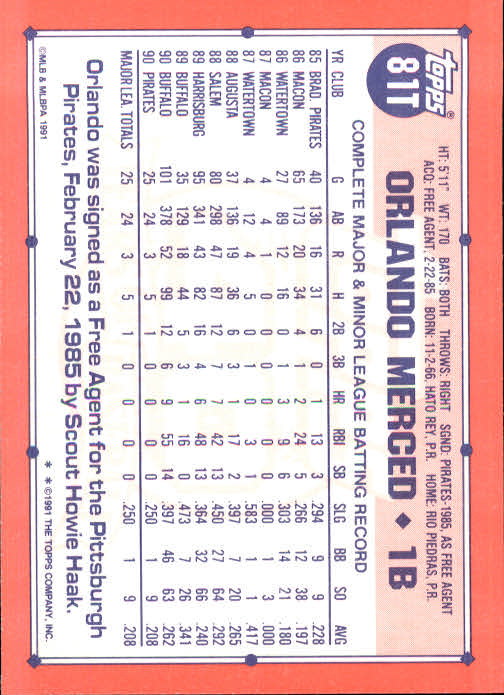 topps®
81T
ORLANDO MERCED ◆ 1B
HT: 5'11" WT: 170 BATS: BOTH THROWS: RIGHT SGND: PIRATES-1985, AS FREE AGENT
ACQ: FREE AGENT, 2-22-85 BORN: 11-2-66 HATO REY, P.R. HOME: RIO PIEDRAS, P.R.
COMPLETE MAJOR & MINOR LEAGUE BATTING RECORD
YR CLUB G AB R H 2B 3B HR RBI SB SLG BB SO AVG
85 BRAD. PIRATES 40 136 16 31 6 0 1 13 3 .294 9 9 .228
86 MACON 65 173 20 34 4 1 2 24 5 .266 12 38 .197
86 WATERTOWN 27 89 12 16 0 1 3 9 6 .303 14 21 .180
87 MACON 4 4 1 0 0 0 0 0 0 .000 1 3 .000
87 WATERTOWN 4 12 4 5 0 1 0 3 1 .583 1 1 .417
88 AUGUSTA 37 136 19 36 6 3 1 17 2 .397 7 20 .265
88 SALEM 80 298 47 87 12 7 7 42 13 .450 27 64 .292
89 HARRISBURG 95 341 43 82 16 4 6 48 13 .364 32 66 .240
89 BUFFALO 35 129 18 44 5 3 1 16 0 .473 7 26 .341
90 BUFFALO 101 378 52 99 12 6 9 55 14 .397 46 63 .262
90 PIRATES 25 24 3 5 1 0 0 0 0 .250 1 9 .208
MAJOR LEA. TOTALS 25 24 3 5 1 0 0 0 0 .250 1 9 .208
Orlando was signed as a Free Agent for the Pittsburgh
Pirates, February 22, 1985 by Scout Howie Haak.
©MLB & MLBPA 1991
* * ©1991 THE TOPPS COMPANY, INC.